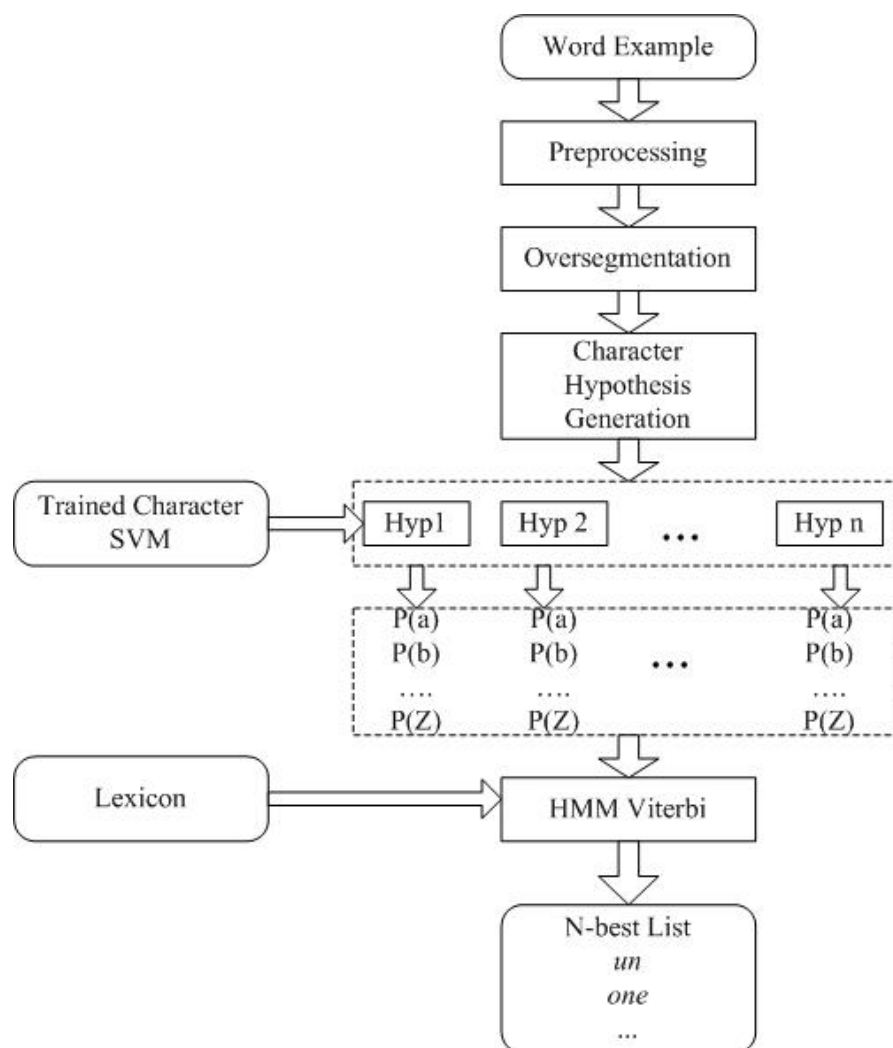 Word Example
Preprocessing
Oversegmentation
Character
Hypothesis
Generation
Trained Character
SVM
Hyp1 Hyp 2 ... Hyp n
P(a) P(a) P(a)
P(b) P(b) ... P(b)
.... .... ....
P(Z) P(Z) P(Z)
Lexicon
HMM Viterbi
N-best List
un
one
...